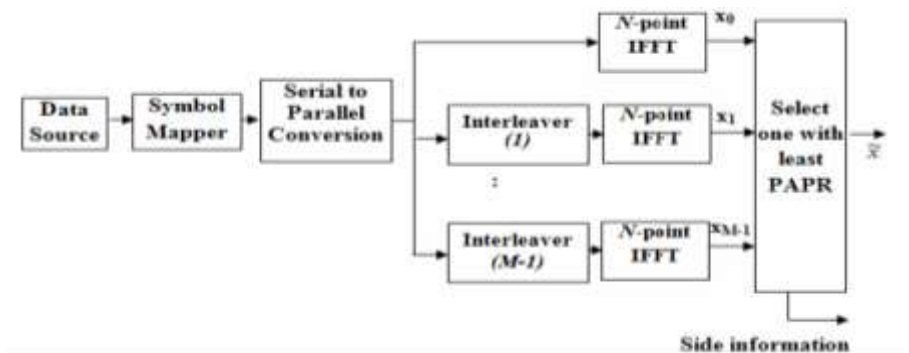 Data
Source
Symbol
Mapper
Serial to
Parallel
Conversion
N-point
IFFT
x₀
Interleaver
(1)
N-point
IFFT
x₁
:
Interleaver
(M-1)
N-point
IFFT
x_M-1
Select
one with
least
PAPR
Side information